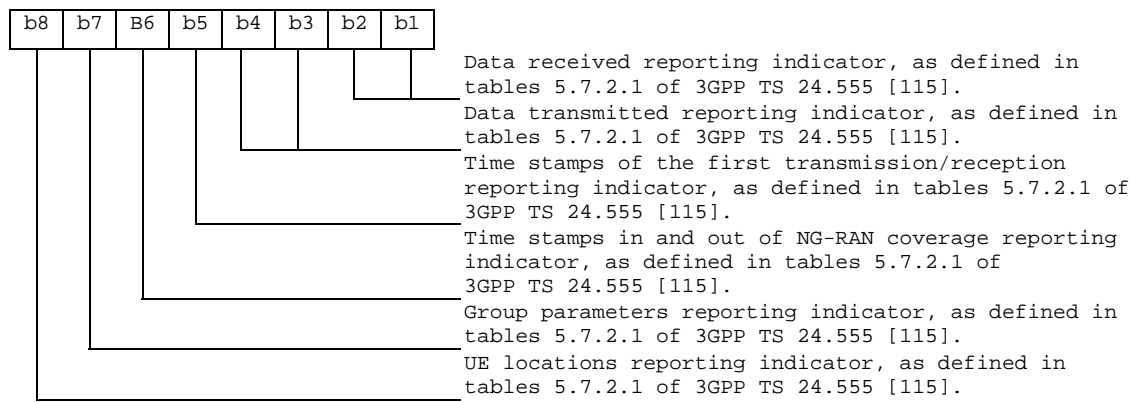 b8 b7 B6 b5 b4 b3 b2 b1
Data received reporting indicator, as defined in
tables 5.7.2.1 of 3GPP TS 24.555 [115].
Data transmitted reporting indicator, as defined in
tables 5.7.2.1 of 3GPP TS 24.555 [115].
Time stamps of the first transmission/reception
reporting indicator, as defined in tables 5.7.2.1 of
3GPP TS 24.555 [115].
Time stamps in and out of NG-RAN coverage reporting
indicator, as defined in tables 5.7.2.1 of
3GPP TS 24.555 [115].
Group parameters reporting indicator, as defined in
tables 5.7.2.1 of 3GPP TS 24.555 [115].
UE locations reporting indicator, as defined in
tables 5.7.2.1 of 3GPP TS 24.555 [115].